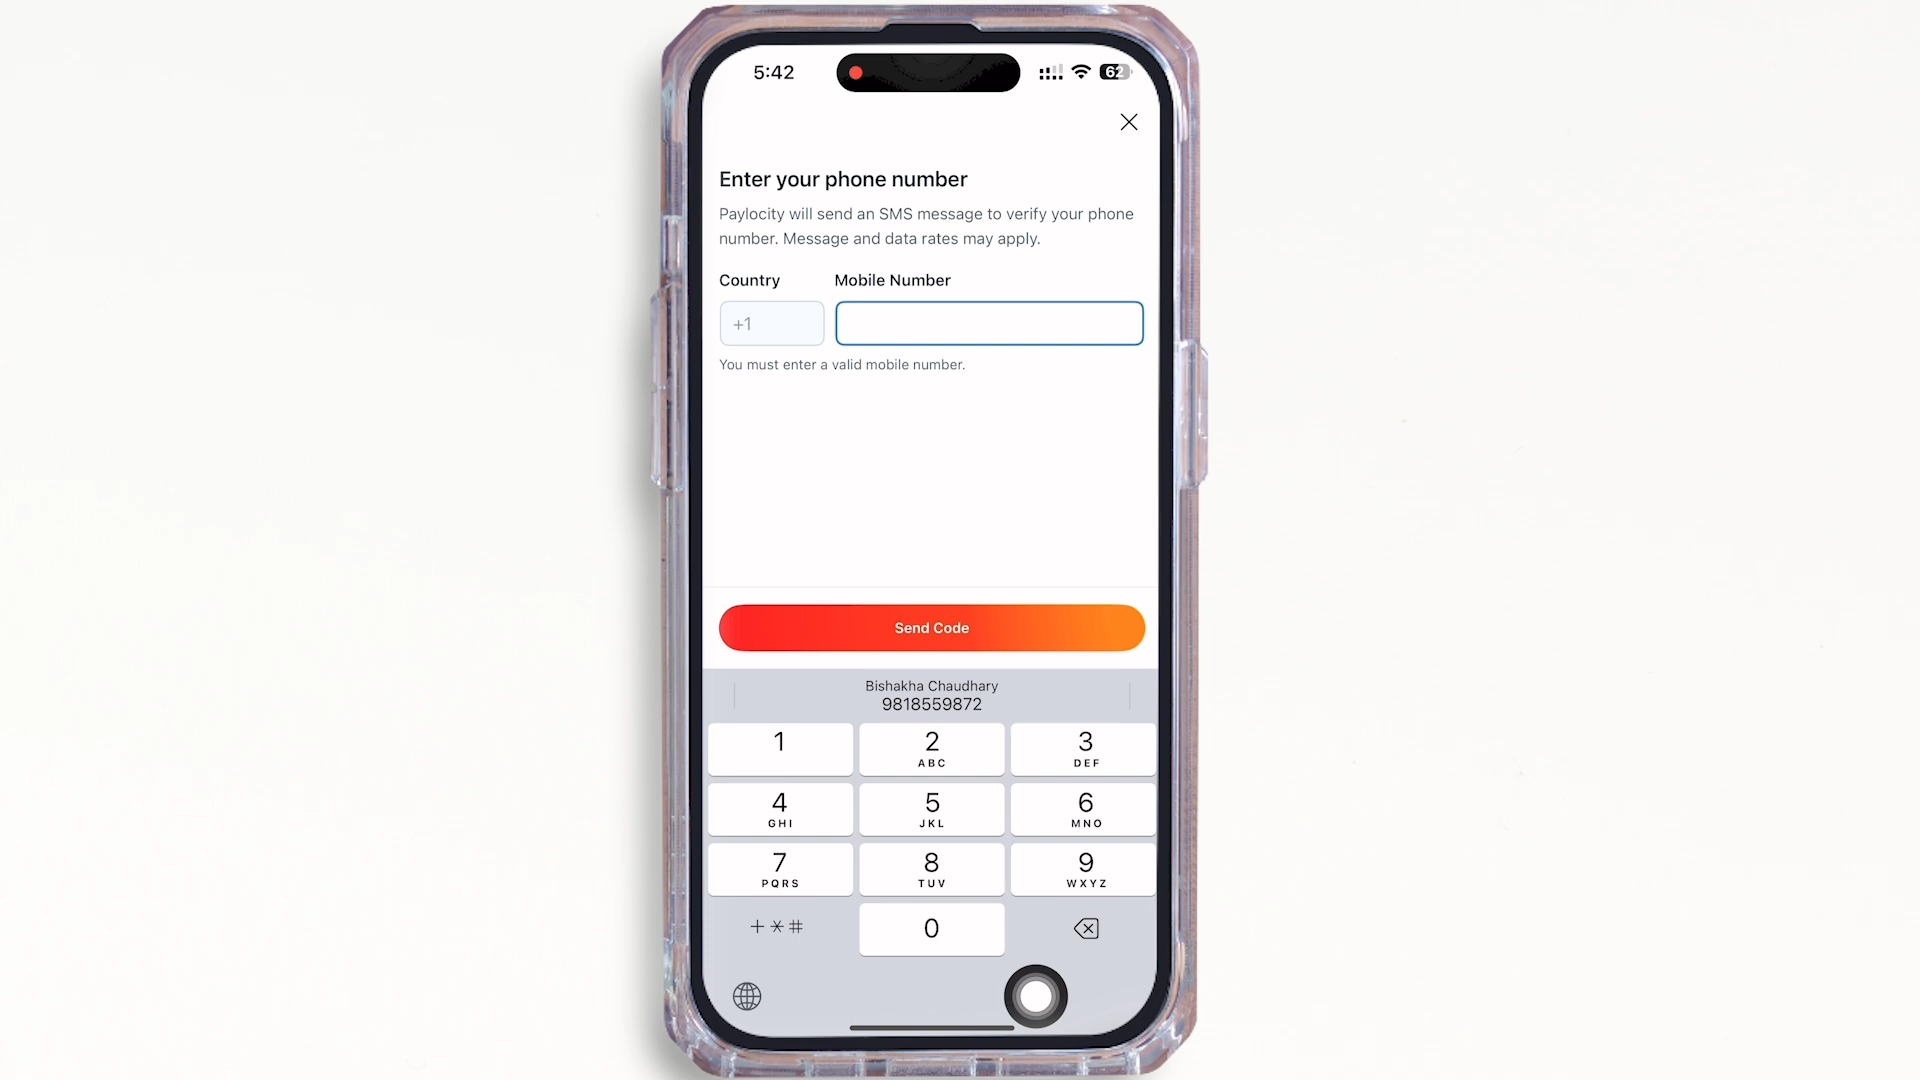 5:42
62
Enter your phone number
Paylocity will send an SMS message to verify your phone
number. Message and data rates may apply.
Country Mobile Number
+1
You must enter a valid mobile number.
Send Code
Bishakha Chaudhary
9818559872
1 2 3
ABC DEF
4 5 6
GHI JKL MNO
7 8 9
PQRS TUV WXYZ
+*# 0